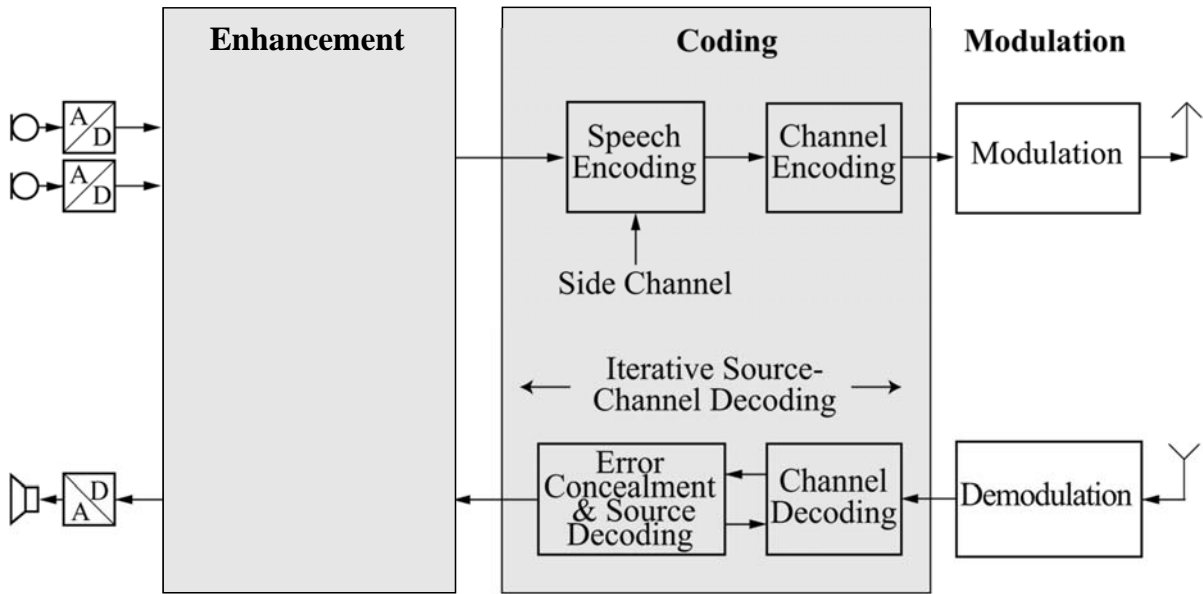 Enhancement
Coding
Modulation
A
D
A
D
Speech
Encoding
Channel
Encoding
Modulation
Side Channel
Iterative Source-
Channel Decoding
D
A
Error
Concealment
& Source
Decoding
Channel
Decoding
Demodulation